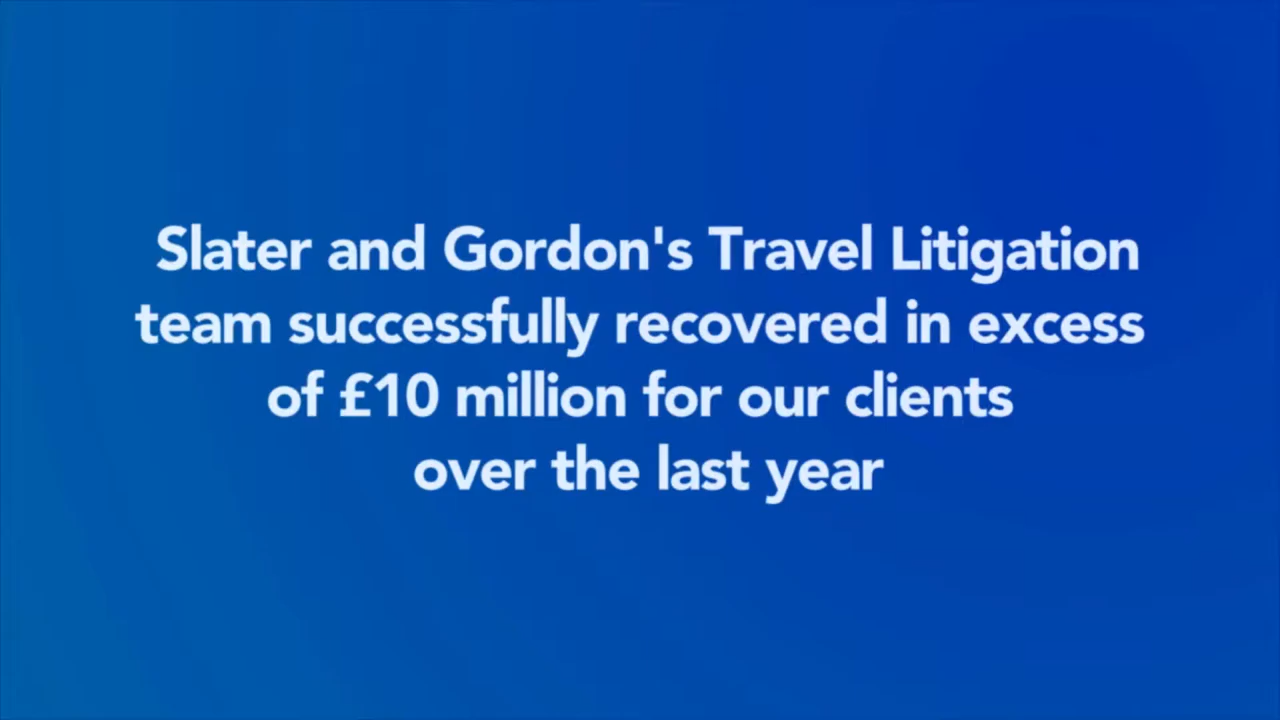 Slater and Gordon's Travel Litigation
team successfully recovered in excess
of £10 million for our clients
over the last year